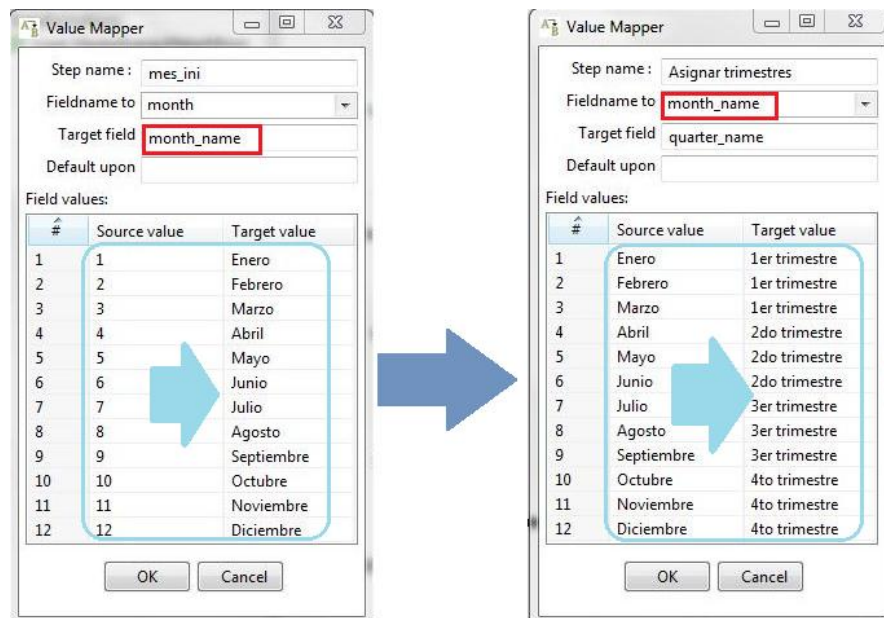 Value Mapper
Step name : mes_ini
Fieldname to month
Target field month_name
Default upon
Field values:
# Source value Target value
1 1 Enero
2 2 Febrero
3 3 Marzo
4 4 Abril
5 5 Mayo
6 6 Junio
7 7 Julio
8 8 Agosto
9 9 Septiembre
10 10 Octubre
11 11 Noviembre
12 12 Diciembre
OK Cancel
Value Mapper
Step name : Asignar trimestres
Fieldname to month_name
Target field quarter_name
Default upon
Field values:
# Source value Target value
1 Enero 1er trimestre
2 Febrero 1er trimestre
3 Marzo 1er trimestre
4 Abril 2do trimestre
5 Mayo 2do trimestre
6 Junio 2do trimestre
7 Julio 3er trimestre
8 Agosto 3er trimestre
9 Septiembre 3er trimestre
10 Octubre 4to trimestre
11 Noviembre 4to trimestre
12 Diciembre 4to trimestre
OK Cancel